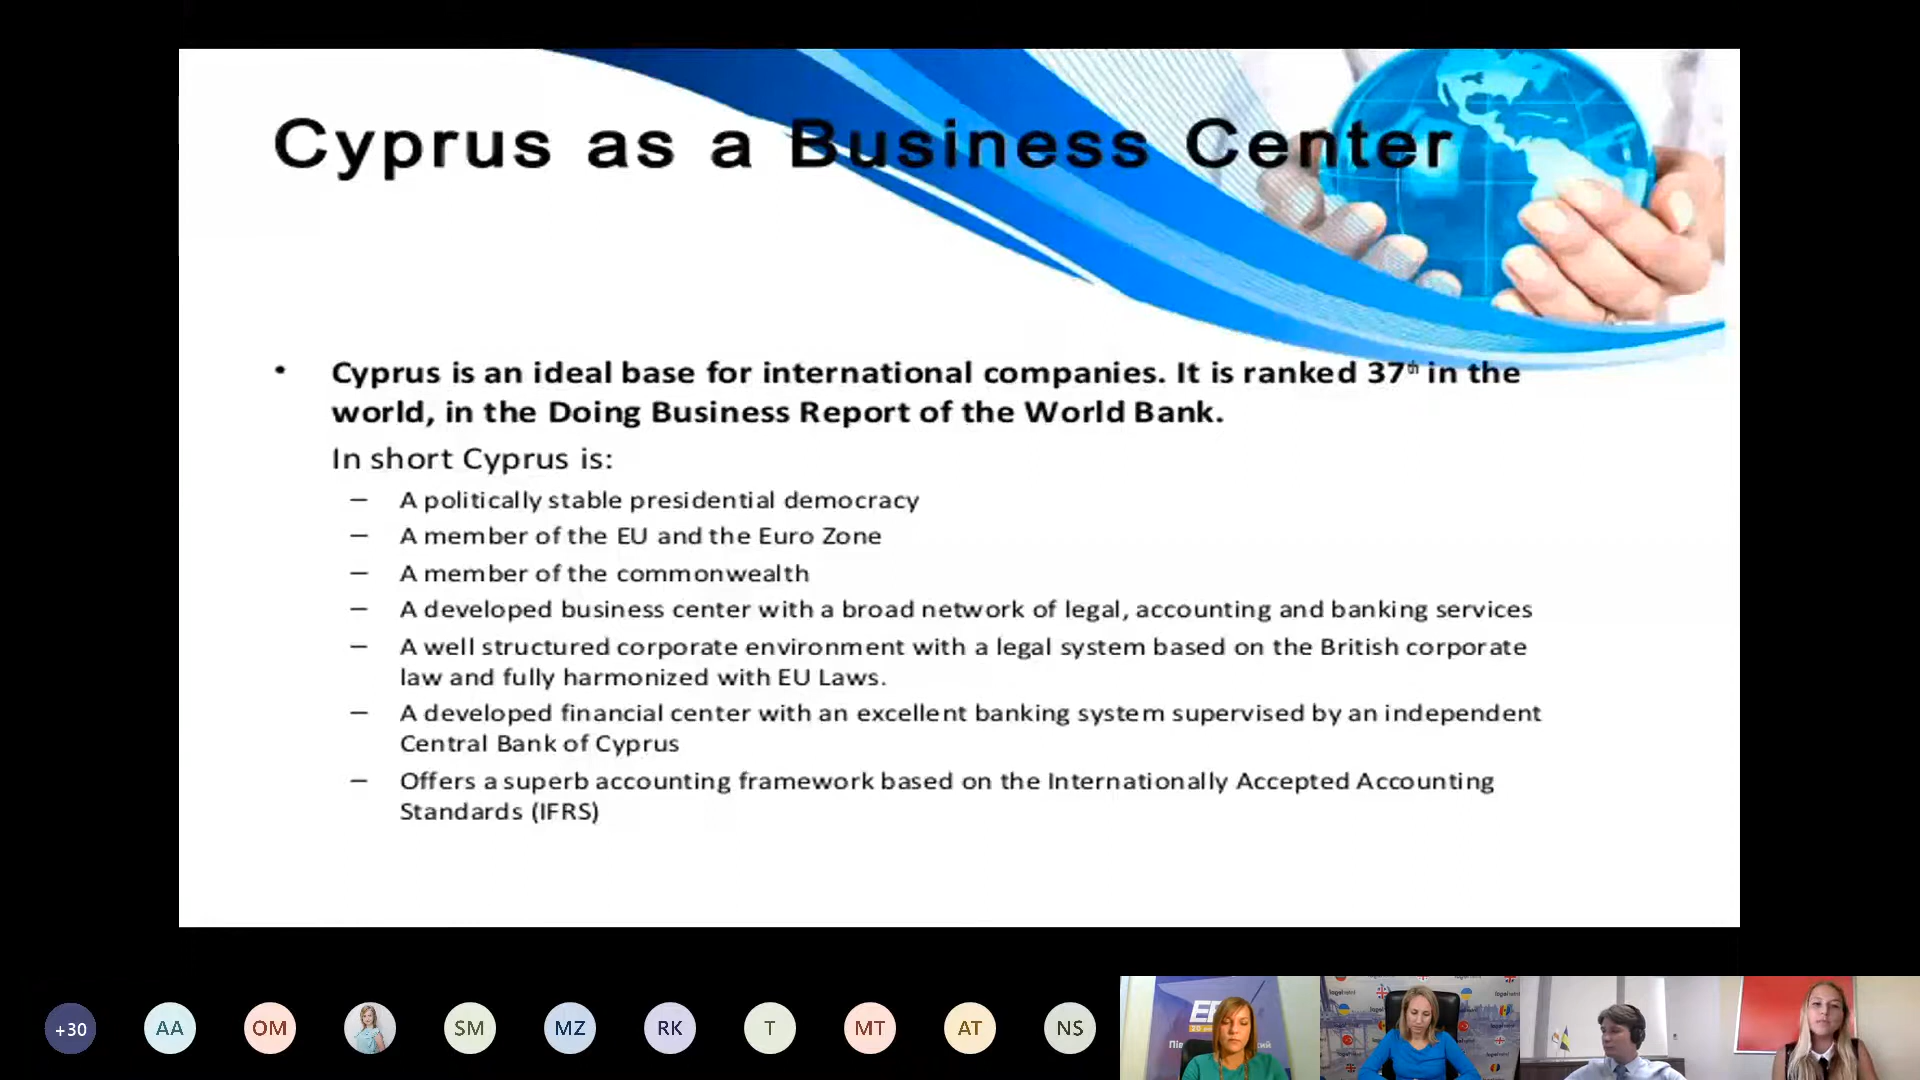 Cyprus as a Business Center
• Cyprus is an ideal base for international companies. It is ranked 37th in the
world, in the Doing Business Report of the World Bank.
In short Cyprus is:
– A politically stable presidential democracy
– A member of the EU and the Euro Zone
– A member of the commonwealth
– A developed business center with a broad network of legal, accounting and banking services
– A well structured corporate environment with a legal system based on the British corporate
law and fully harmonized with EU Laws.
– A developed financial center with an excellent banking system supervised by an independent
Central Bank of Cyprus
– Offers a superb accounting framework based on the Internationally Accepted Accounting
Standards (IFRS)
+30
AA
OM
SM
MZ
RK
T
MT
AT
NS